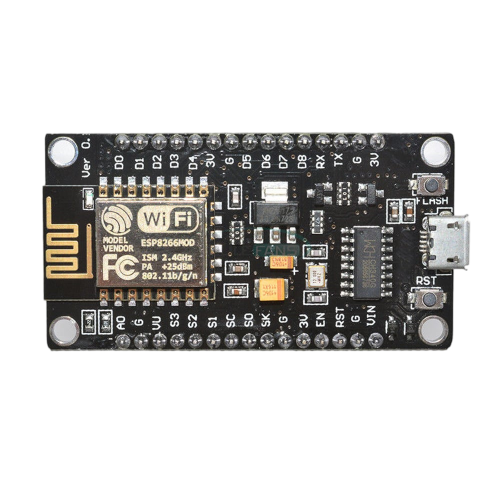 Ver 0.
D0 D1 D2 D3 D4 3V G D5 D6 D7 D8 RX TX G 3V
FLASH
WiFi
MODEL
VENDOR
ESP8266MOD
FC
ISM 2.4GHz
PA +25dBm
802.11b/g/n
RST
A0 G VU S3 S2 S1 SC S0 SK G 3V EN RST G VIN